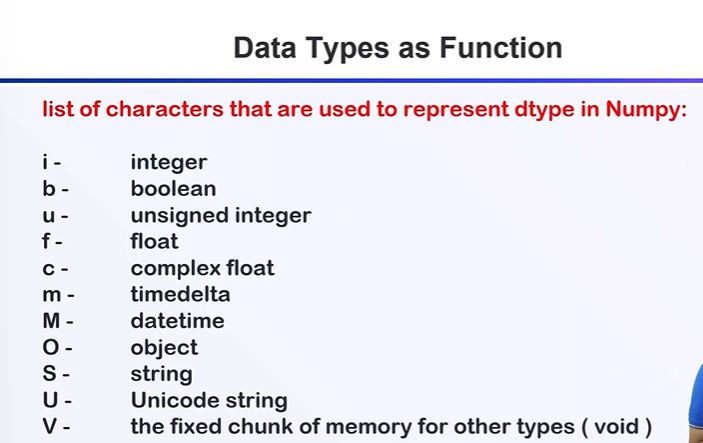 Data Types as Function
list of characters that are used to represent dtype in Numpy:
i - integer
b - boolean
u - unsigned integer
f - float
c - complex float
m - timedelta
M - datetime
O - object
S - string
U - Unicode string
V - the fixed chunk of memory for other types ( void )